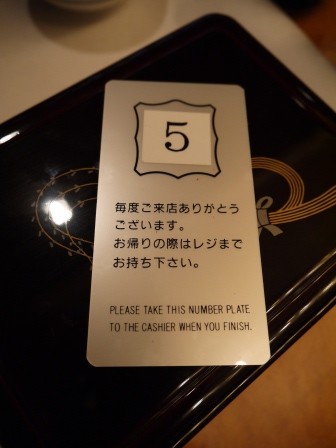 5
毎度ご来店ありがとう
ございます。
お帰りの際はレジまで
お持ち下さい。
PLEASE TAKE THIS NUMBER PLATE
TO THE CASHIER WHEN YOU FINISH.